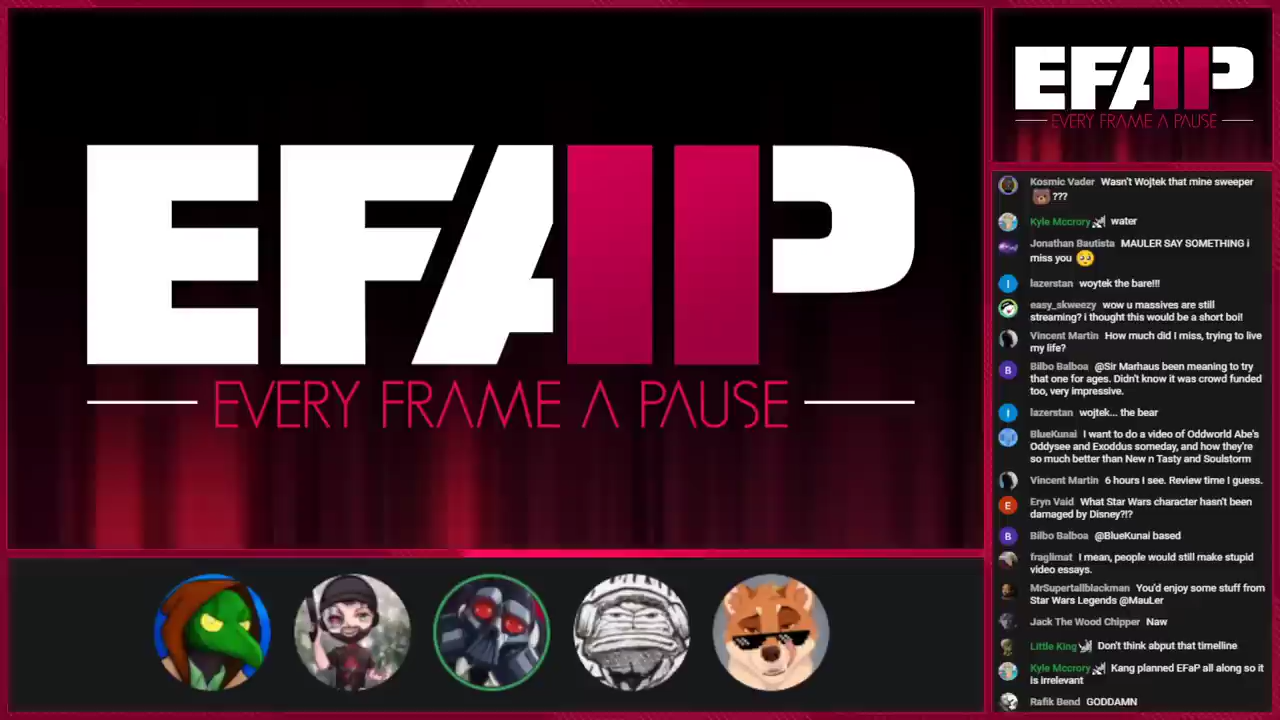 EFAP
EVERY FRAME A PAUSE
EFAP
EVERY FRAME A PAUSE
Kosmic Vader Wasn't Wojtek that mine sweeper
???
Kyle Mccrory water
Jonathan Bautista MAULER SAY SOMETHING i
miss you
lazerstan woytek the bare!!!
easy_skweezy wow u massives are still
streaming? i thought this would be a short boi!
Vincent Martin How much did I miss, trying to live
my life?
B
Bilbo Balboa @Sir Marhaus been meaning to try
that one for ages. Didn't know it was crowd funded
too, very impressive.
lazerstan wojtek... the bear
BlueKunai I want to do a video of Oddworld Abe's
Oddysee and Exoddus someday, and how they're
so much better than New n Tasty and Soulstorm
Vincent Martin 6 hours I see. Review time I guess.
E
Eryn Vaid What Star Wars character hasn't been
damaged by Disney?!?
B
Bilbo Balboa @BlueKunai based
fraglimat I mean, people would still make stupid
video essays.
MrSupertallblackman You'd enjoy some stuff from
Star Wars Legends @MauLer
Jack The Wood Chipper Naw
Little King Don't think abput that timelline
Kyle Mccrory Kang planned EFaP all along so it
is irrelevant
Rafik Bend GODDAMN